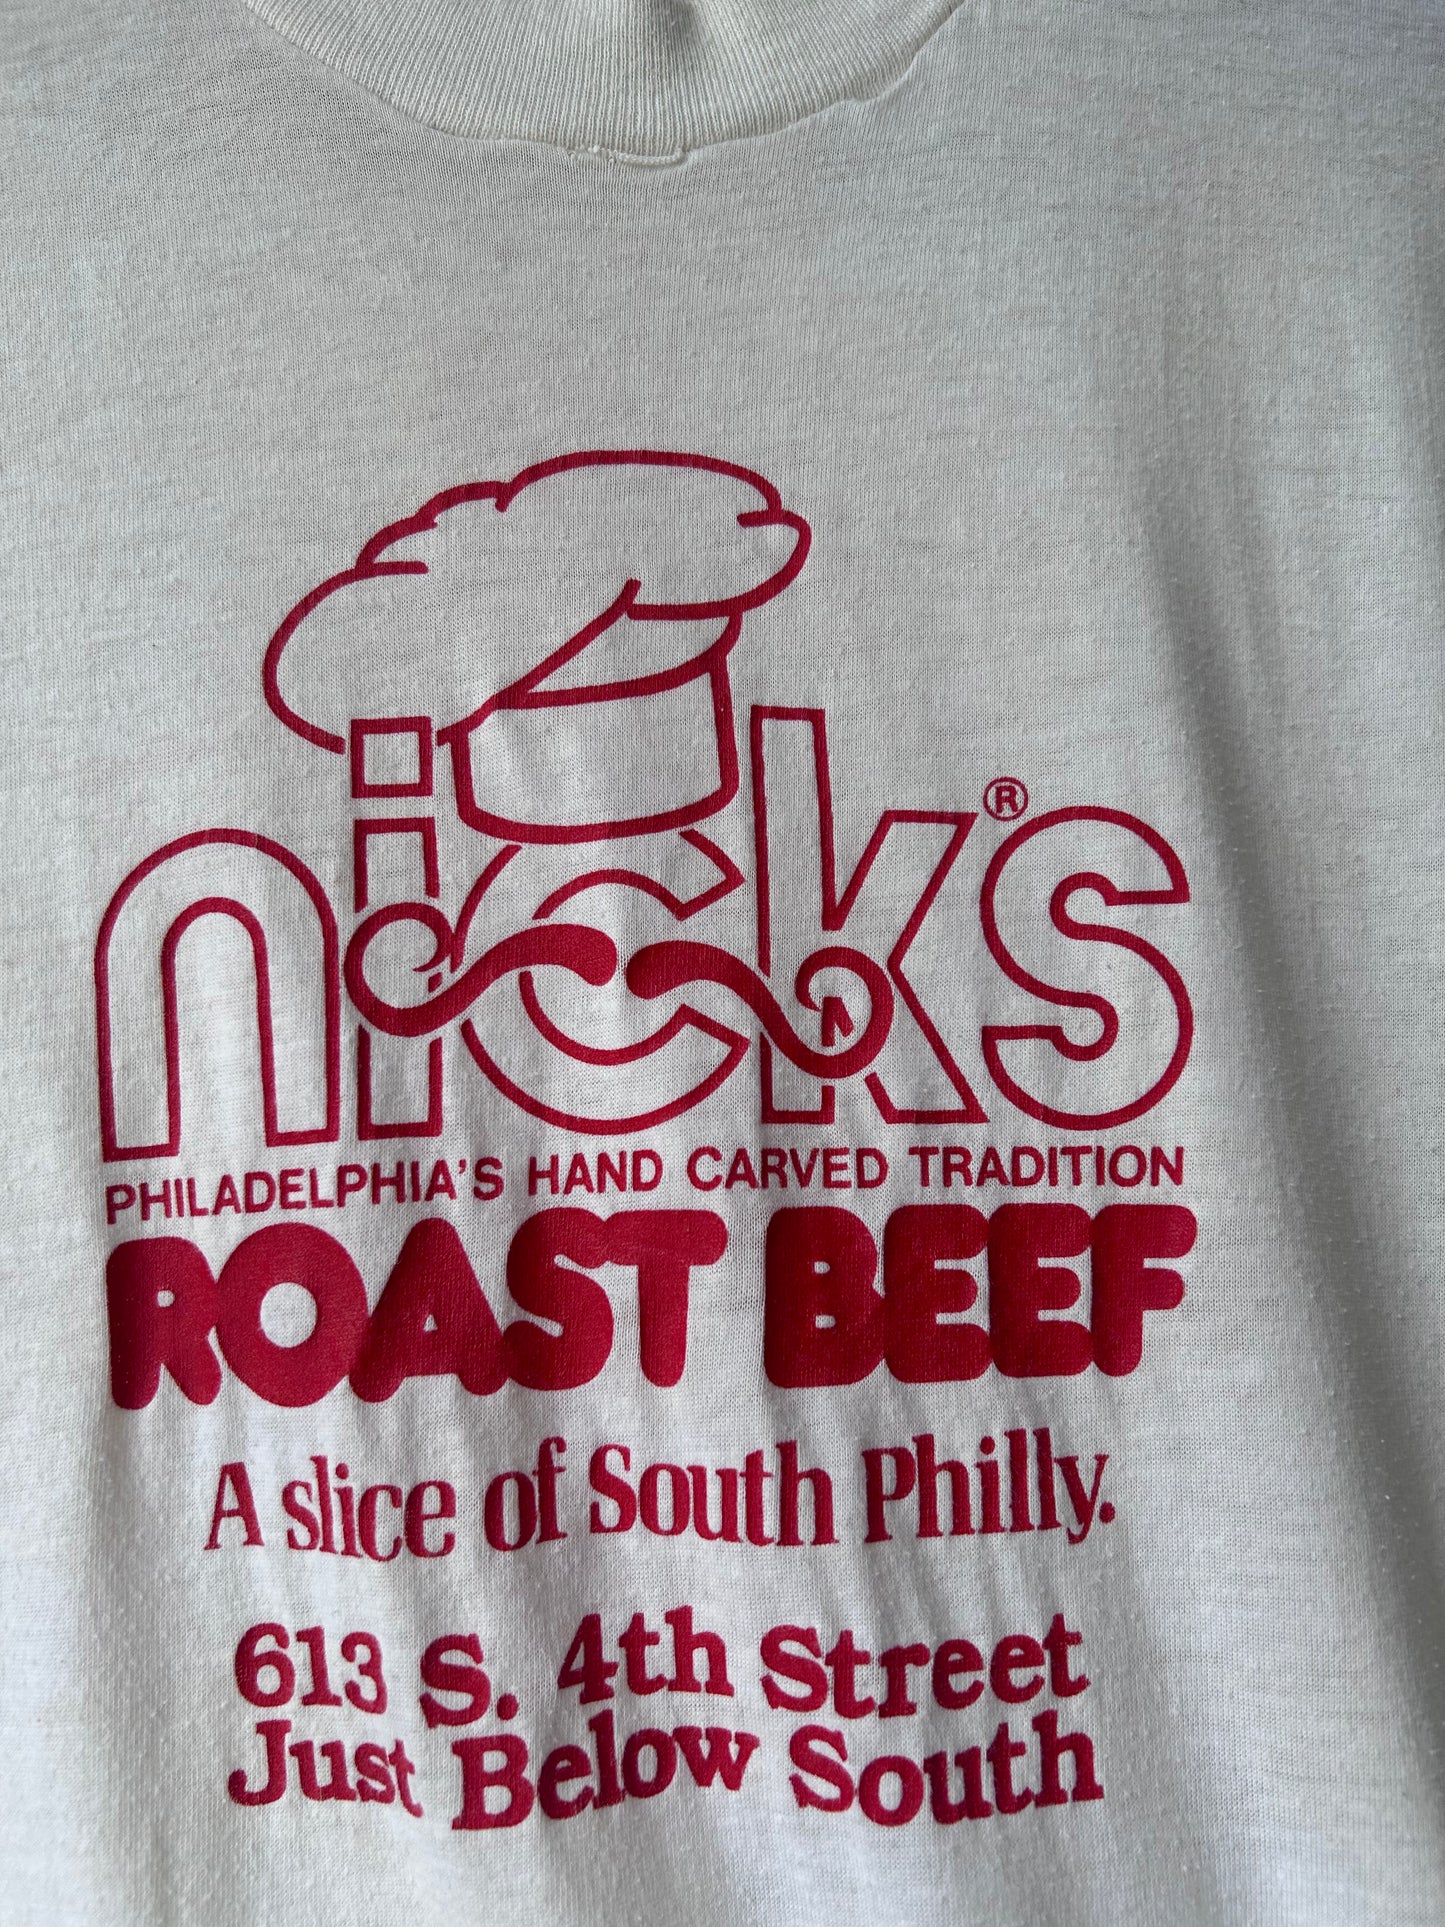 nick's®
PHILADELPHIA'S HAND CARVED TRADITION
ROAST BEEF
A slice of South Philly.
613 S. 4th Street
Just Below South